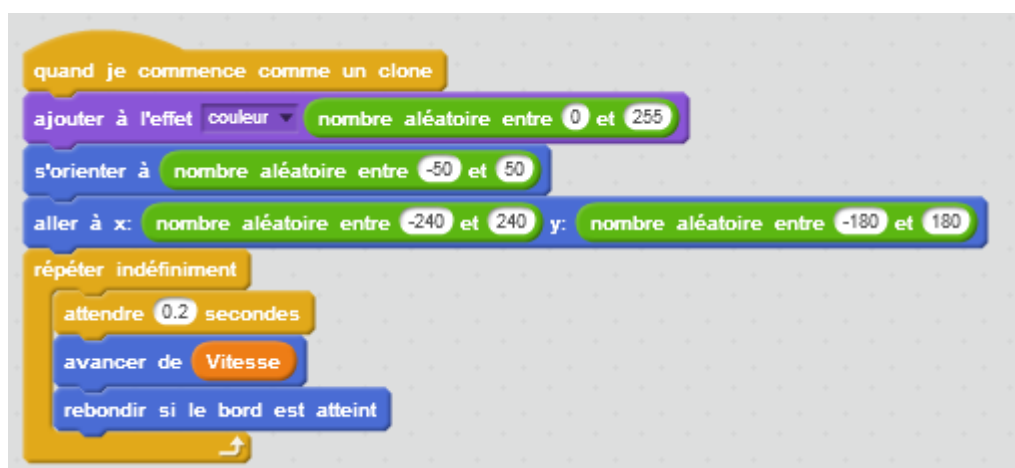 quand je commence comme un clone
ajouter à l'effet couleur nombre aléatoire entre 0 et 255
s'orienter à nombre aléatoire entre -50 et 50
aller à x: nombre aléatoire entre -240 et 240 y: nombre aléatoire entre -180 et 180
répéter indéfiniment
attendre 0.2 secondes
avancer de Vitesse
rebondir si le bord est atteint